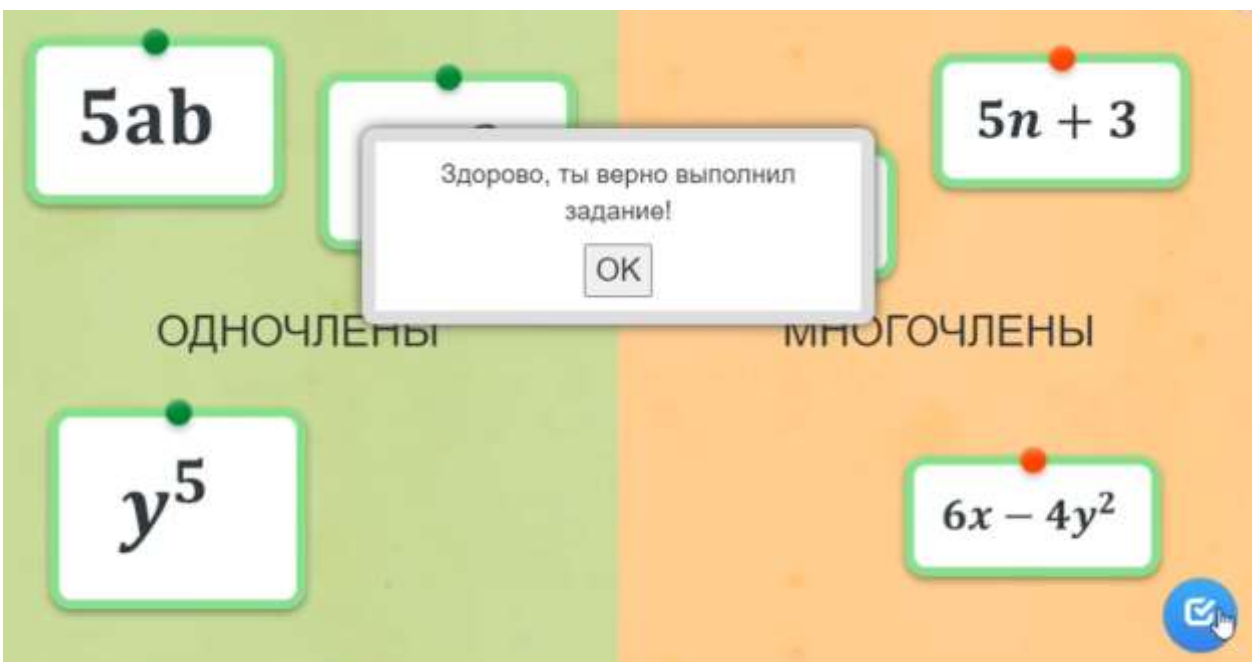 5ab
5n + 3
Здорово, ты верно выполнил
задание!
OK
ОДНОЧЛЕНЫ
МНОГОЧЛЕНЫ
y⁵
6x − 4y²